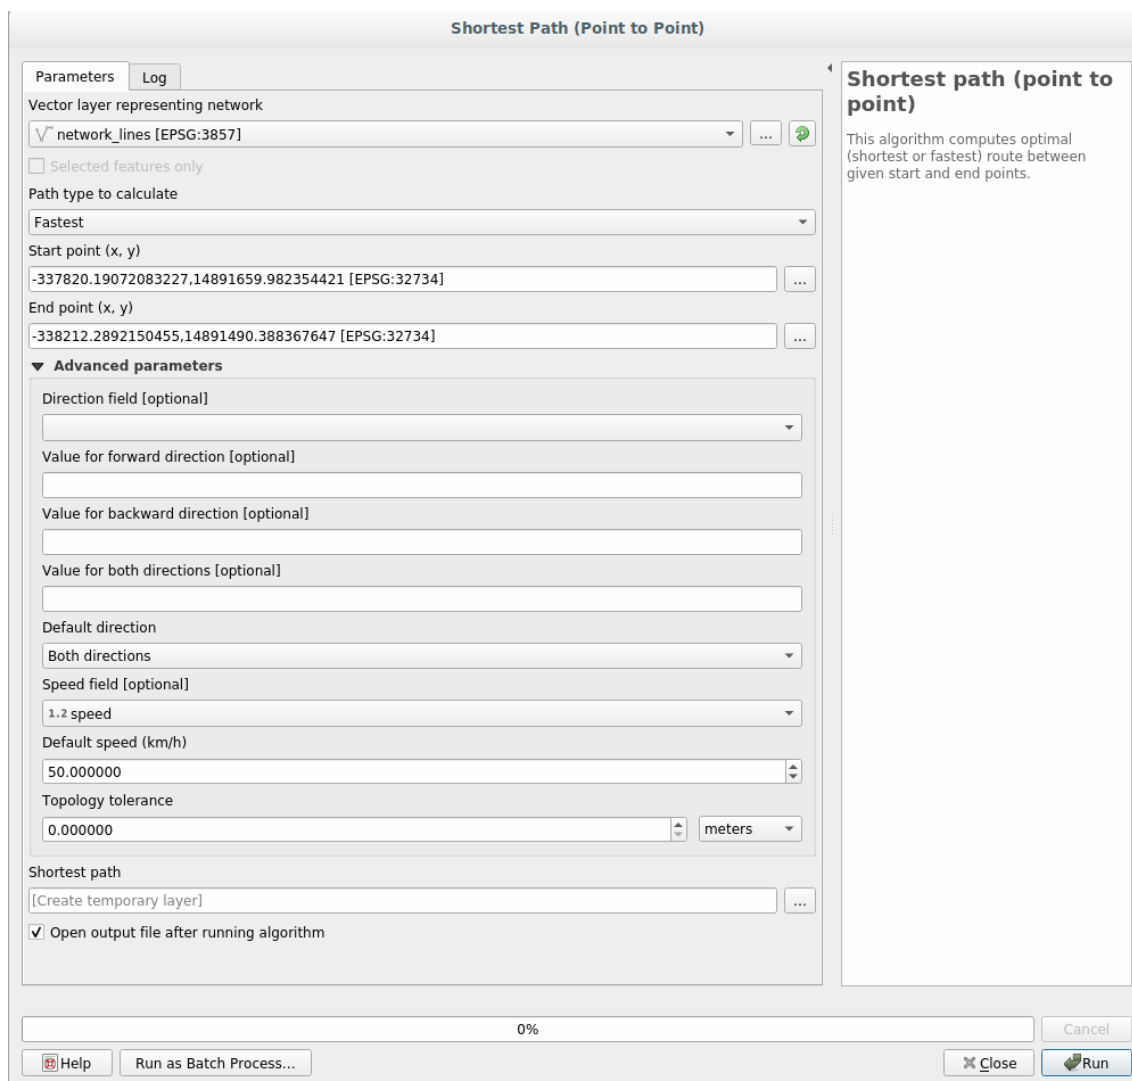 Shortest Path (Point to Point)
Parameters
Log
Vector layer representing network
network_lines [EPSG:3857]
...
Selected features only
Path type to calculate
Fastest
Start point (x, y)
-337820.19072083227,14891659.982354421 [EPSG:32734]
...
End point (x, y)
-338212.2892150455,14891490.388367647 [EPSG:32734]
...
Advanced parameters
Direction field [optional]
Value for forward direction [optional]
Value for backward direction [optional]
Value for both directions [optional]
Default direction
Both directions
Speed field [optional]
1.2 speed
Default speed (km/h)
50.000000
Topology tolerance
0.000000
meters
Shortest path
[Create temporary layer]
...
Open output file after running algorithm
Shortest path (point to
point)
This algorithm computes optimal
(shortest or fastest) route between
given start and end points.
0%
Cancel
Help
Run as Batch Process...
Close
Run